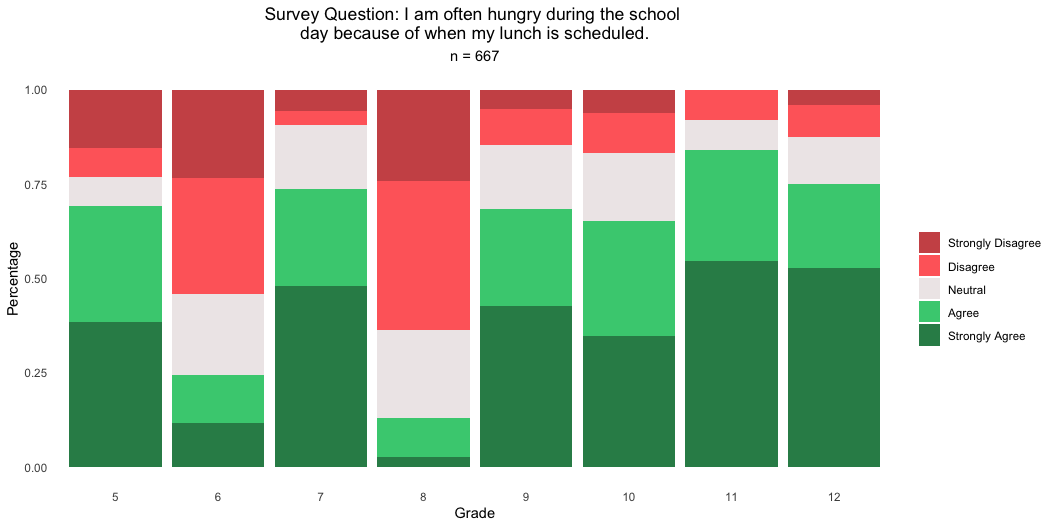 Survey Question: I am often hungry during the school
day because of when my lunch is scheduled.
n = 667
1.00
0.75
0.50
0.25
0.00
Percentage
5 6 7 8 9 10 11 12
Grade
Strongly Disagree
Disagree
Neutral
Agree
Strongly Agree